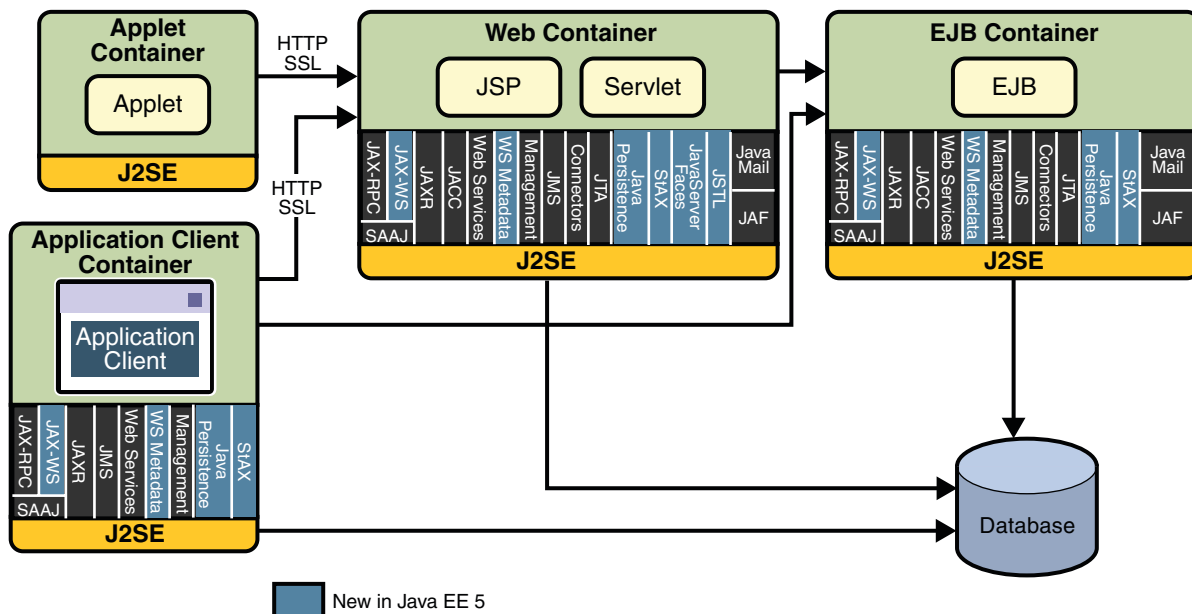 Applet
Container
Applet
J2SE
HTTP
SSL
HTTP
SSL
Web Container
JSP
Servlet
JAX-RPC
JAX-WS
SAAJ
JAXR
JACC
Web Services
WS Metadata
Management
JMS
Connectors
JTA
Java
Persistence
StAX
JavaServer
Faces
JSTL
Java
Mail
JAF
J2SE
EJB Container
EJB
JAX-RPC
JAX-WS
SAAJ
JAXR
JACC
Web Services
WS Metadata
Management
JMS
Connectors
JTA
Java
Persistence
StAX
Java
Mail
JAF
J2SE
Application Client
Container
Application
Client
JAX-RPC
JAX-WS
SAAJ
JAXR
JMS
Web Services
WS Metadata
Management
Java
Persistence
StAX
J2SE
Database
New in Java EE 5